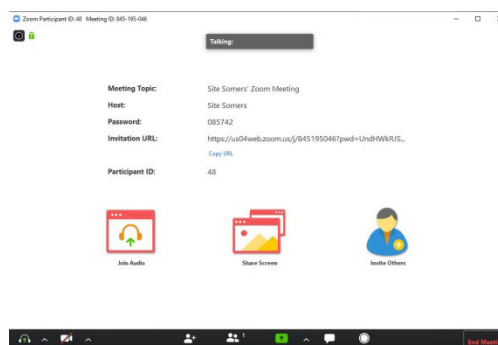 Zoom Participant ID: 48 Meeting ID: 845-195-046
Talking:
Meeting Topic: Site Somers' Zoom Meeting
Host: Site Somers
Password: 085742
Invitation URL: https://us04web.zoom.us/j/845195046?pwd=UndHWkRJS...
Copy URL
Participant ID: 48
Join Audio Share Screen Invite Others
1
End Meeti